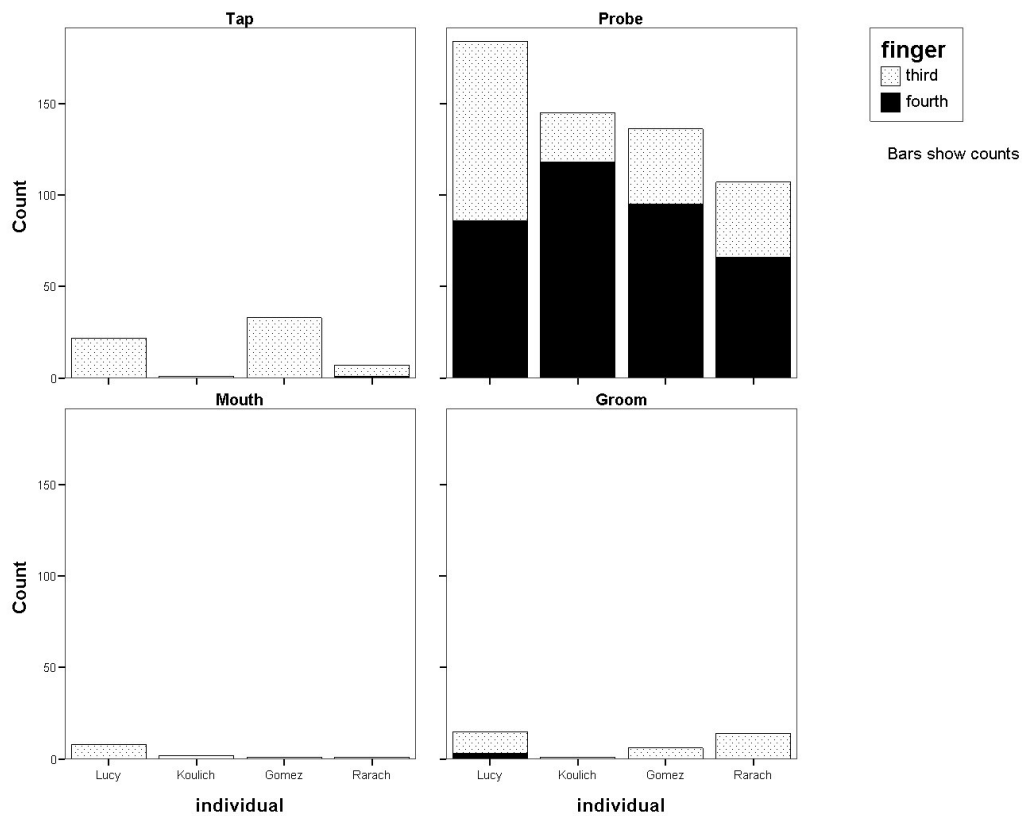 Tap
Probe
finger
third
fourth
Bars show counts
Count
150
100
50
0
Mouth
Groom
Count
150
100
50
0
Lucy Koulich Gomez Rarach
Lucy Koulich Gomez Rarach
individual
individual